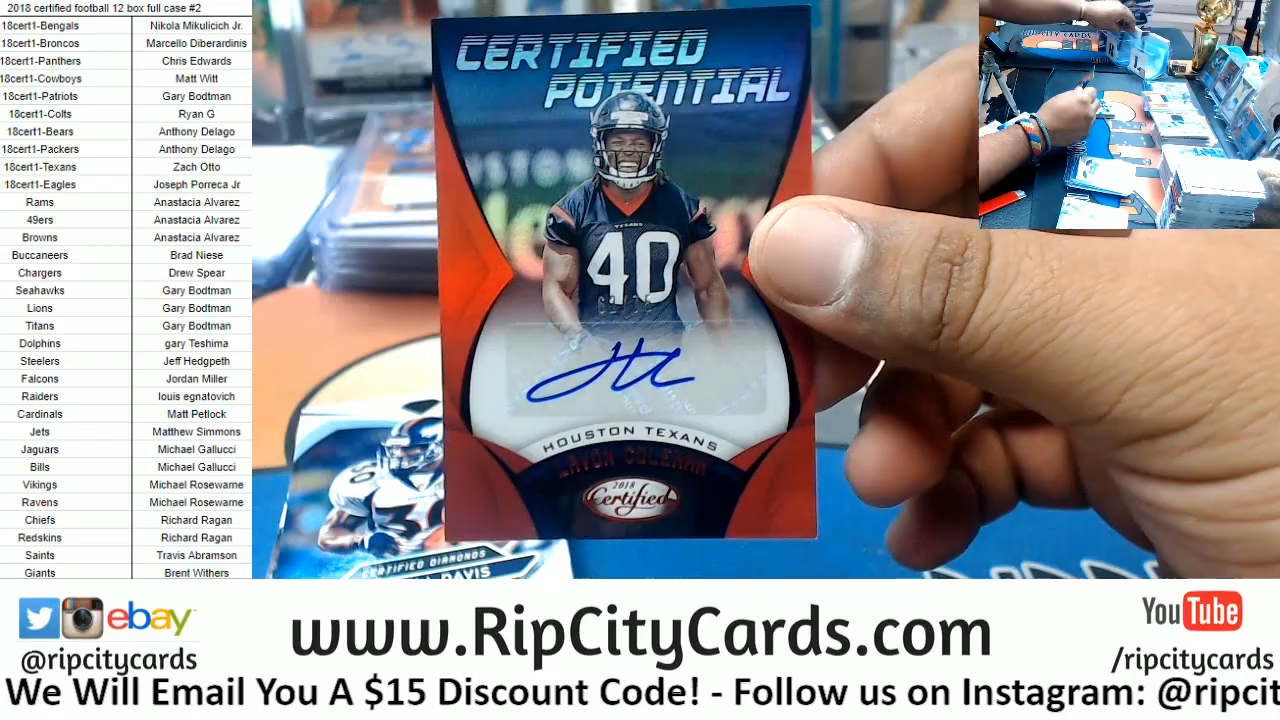 2018 certified football 12 box full case #2
18cert1-Bengals Nikola Mikulicich Jr.
18cert1-Broncos Marcello Diberardinis
18cert1-Panthers Chris Edwards
18cert1-Cowboys Matt Witt
18cert1-Patriots Gary Bodtman
18cert1-Colts Ryan G
18cert1-Bears Anthony Delago
18cert1-Packers Anthony Delago
18cert1-Texans Zach Otto
18cert1-Eagles Joseph Porreca Jr
Rams Anastacia Alvarez
49ers Anastacia Alvarez
Browns Anastacia Alvarez
Buccaneers Brad Niese
Chargers Drew Spear
Seahawks Gary Bodtman
Lions Gary Bodtman
Titans Gary Bodtman
Dolphins gary Teshima
Steelers Jeff Hedgpeth
Falcons Jordan Miller
Raiders louis egnatovich
Cardinals Matt Petlock
Jets Matthew Simmons
Jaguars Michael Gallucci
Bills Michael Gallucci
Vikings Michael Rosewarne
Ravens Michael Rosewarne
Chiefs Richard Ragan
Redskins Richard Ragan
Saints Travis Abramson
Giants Brent Withers
CERTIFIED
POTENTIAL
TEXANS
40
HOUSTON TEXANS
LAVON COLEMAN
2018
Certified
CERTIFIED DIAMONDS
DAVIS
RIP CITY CARDS
ebay
@ripcitycards
www.RipCityCards.com
YouTube
/ripcitycards
We Will Email You A $15 Discount Code! - Follow us on Instagram: @ripcit